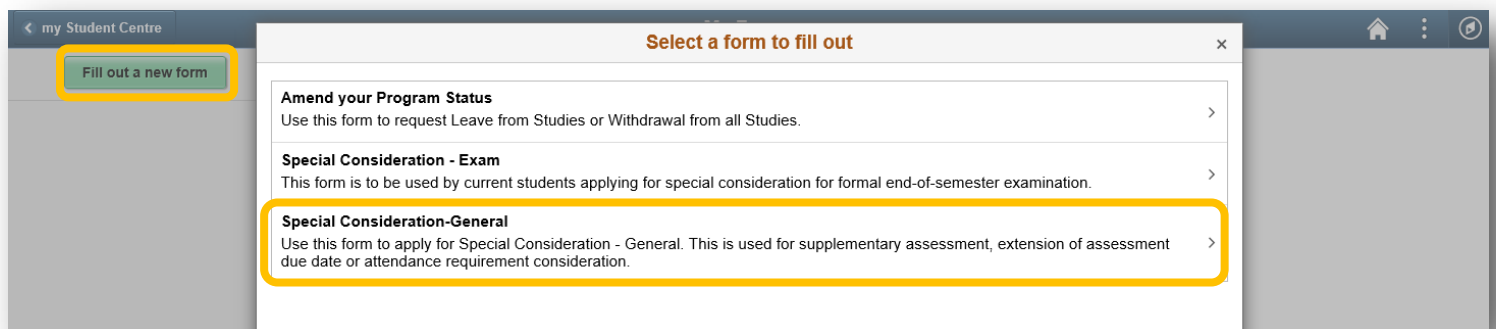 my Student Centre
Fill out a new form
Select a form to fill out
×
Amend your Program Status
Use this form to request Leave from Studies or Withdrawal from all Studies.
Special Consideration - Exam
This form is to be used by current students applying for special consideration for formal end-of-semester examination.
Special Consideration-General
Use this form to apply for Special Consideration - General. This is used for supplementary assessment, extension of assessment
due date or attendance requirement consideration.